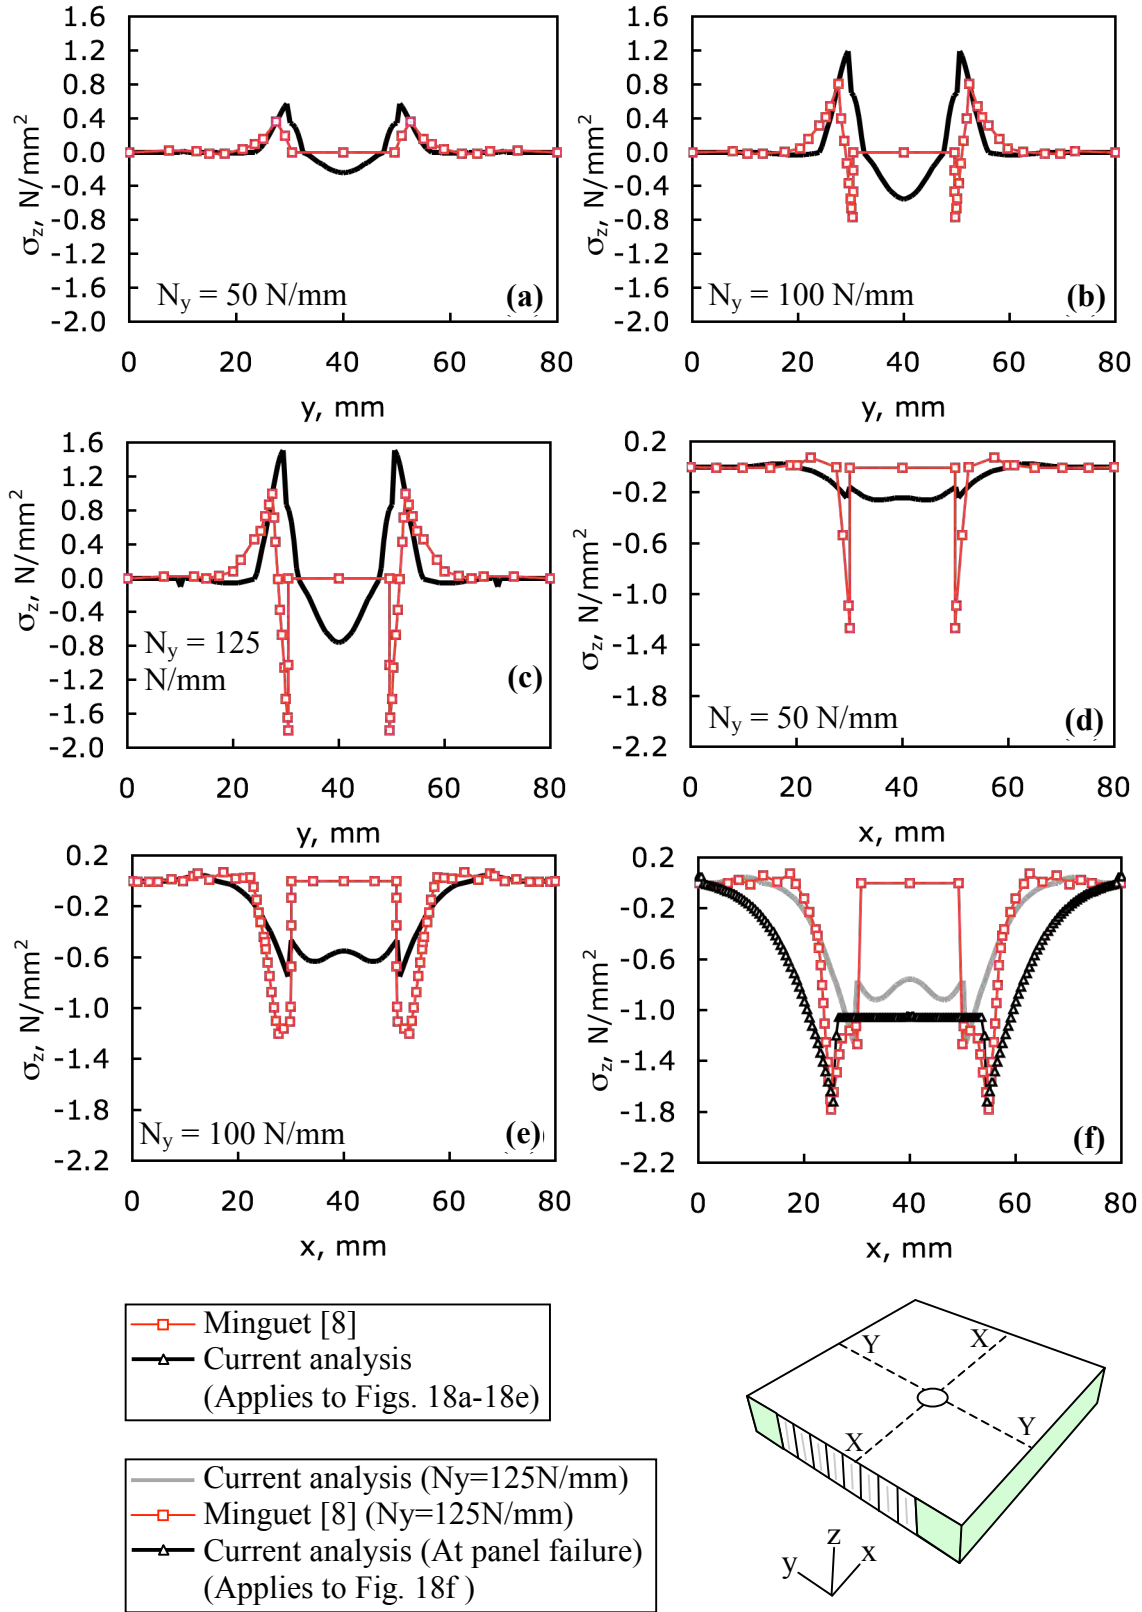 1.6
1.2
0.8
0.4
0.0
-0.4
-0.8
-1.2
-1.6
-2.0
σz, N/mm²
Ny = 50 N/mm
(a)
0 20 40 60 80
y, mm
1.6
1.2
0.8
0.4
0.0
-0.4
-0.8
-1.2
-1.6
-2.0
σz, N/mm²
Ny = 100 N/mm
(b)
0 20 40 60 80
y, mm
1.6
1.2
0.8
0.4
0.0
-0.4
-0.8
-1.2
-1.6
-2.0
σz, N/mm²
Ny = 125
N/mm
(c)
0 20 40 60 80
y, mm
0.2
-0.2
-0.6
-1.0
-1.4
-1.8
-2.2
σz, N/mm²
Ny = 50 N/mm
(d)
0 20 40 60 80
x, mm
0.2
-0.2
-0.6
-1.0
-1.4
-1.8
-2.2
σz, N/mm²
Ny = 100 N/mm
(e)
0 20 40 60 80
x, mm
0.2
-0.2
-0.6
-1.0
-1.4
-1.8
-2.2
σz, N/mm²
(f)
0 20 40 60 80
x, mm
Minguet [8]
Current analysis
(Applies to Figs. 18a-18e)
Current analysis (Ny=125N/mm)
Minguet [8] (Ny=125N/mm)
Current analysis (At panel failure)
(Applies to Fig. 18f )
Y
X
X
Y
y
z
x